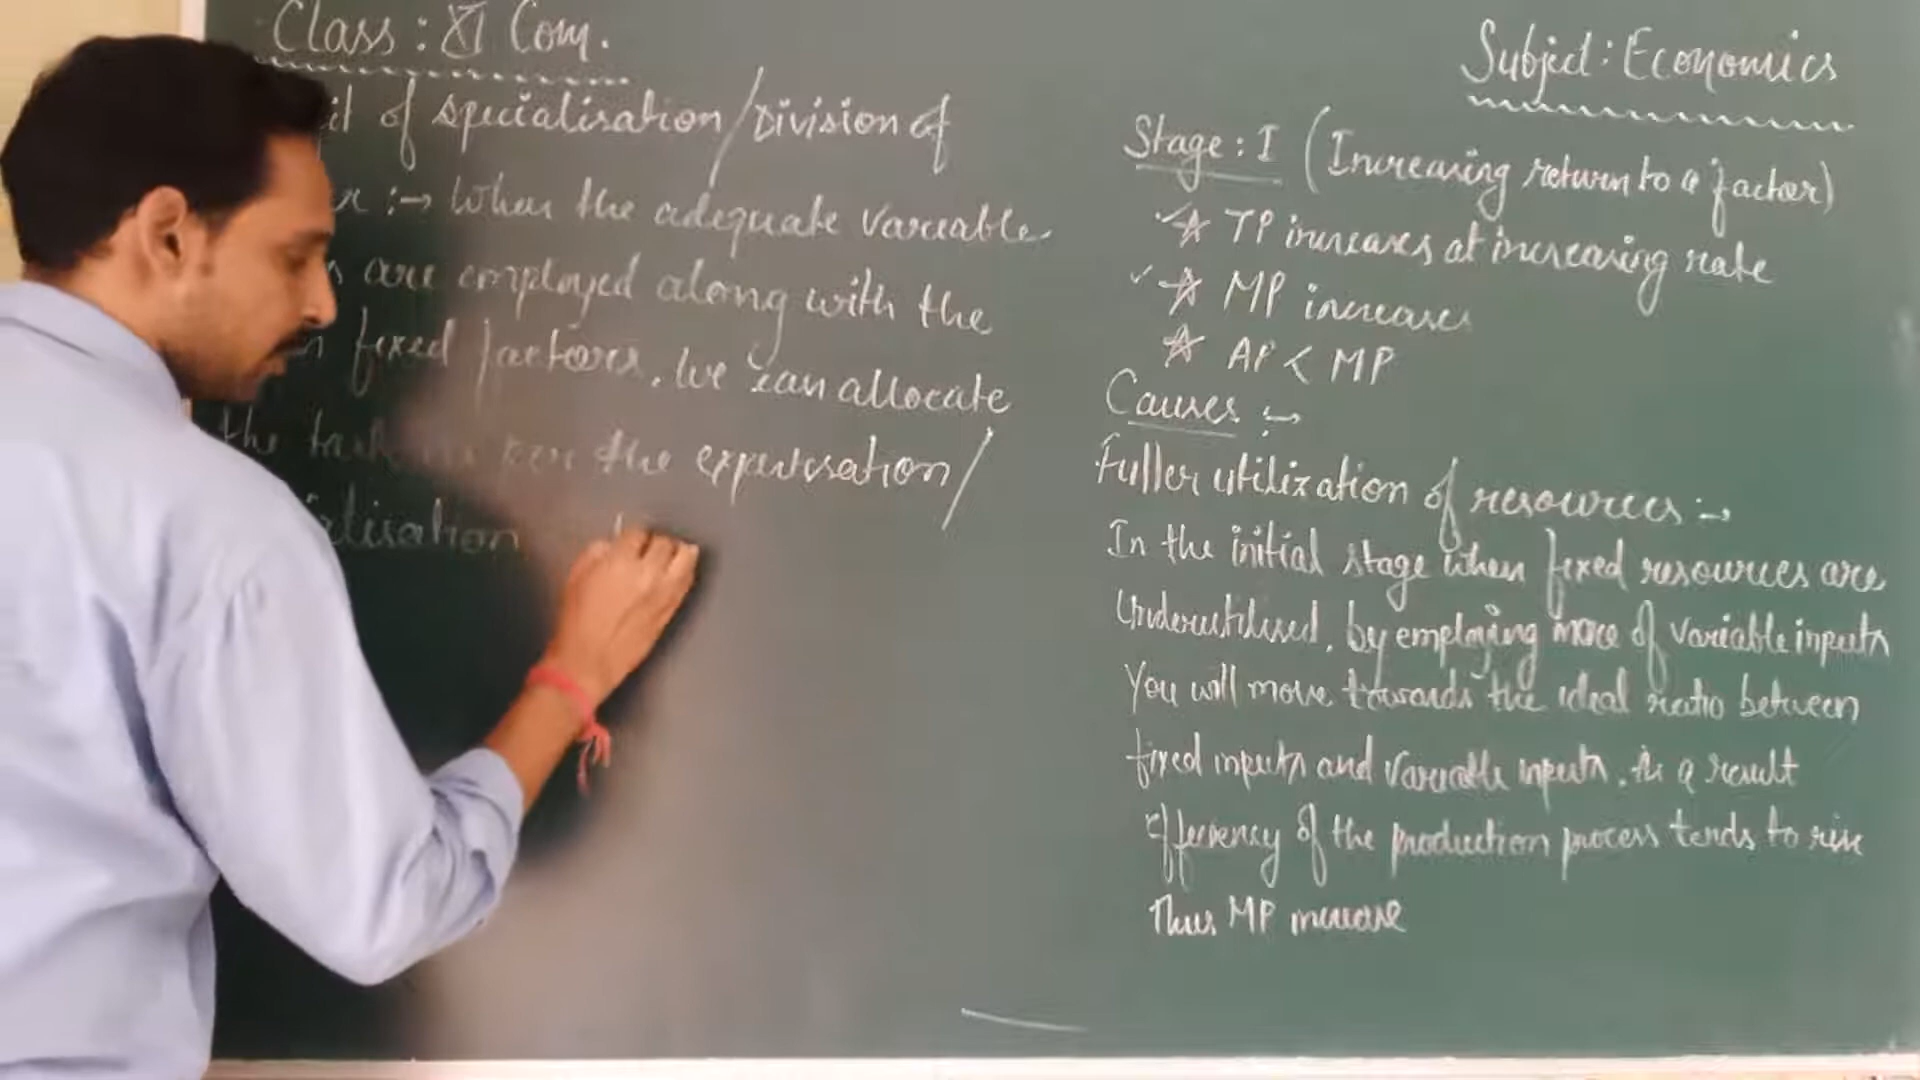 Class : XI Com.
of specialisation/Division of
:→ When the adequate variable
are employed along with the
fixed factors, we can allocate
the as per the expertisation/
Subject: Economics
Stage: I (Increasing return to a factor)
☆ TP increases at increasing rate
☆ MP increases
☆ AP < MP
Causes :→
Fuller utilization of resources :→
In the initial stage when fixed resources are
Underutilised, by employing more of variable inputs
You will move towards the ideal ratio between
fixed inputs and variable inputs. As a result
efficiency of the production process tends to rise
Thus MP increase